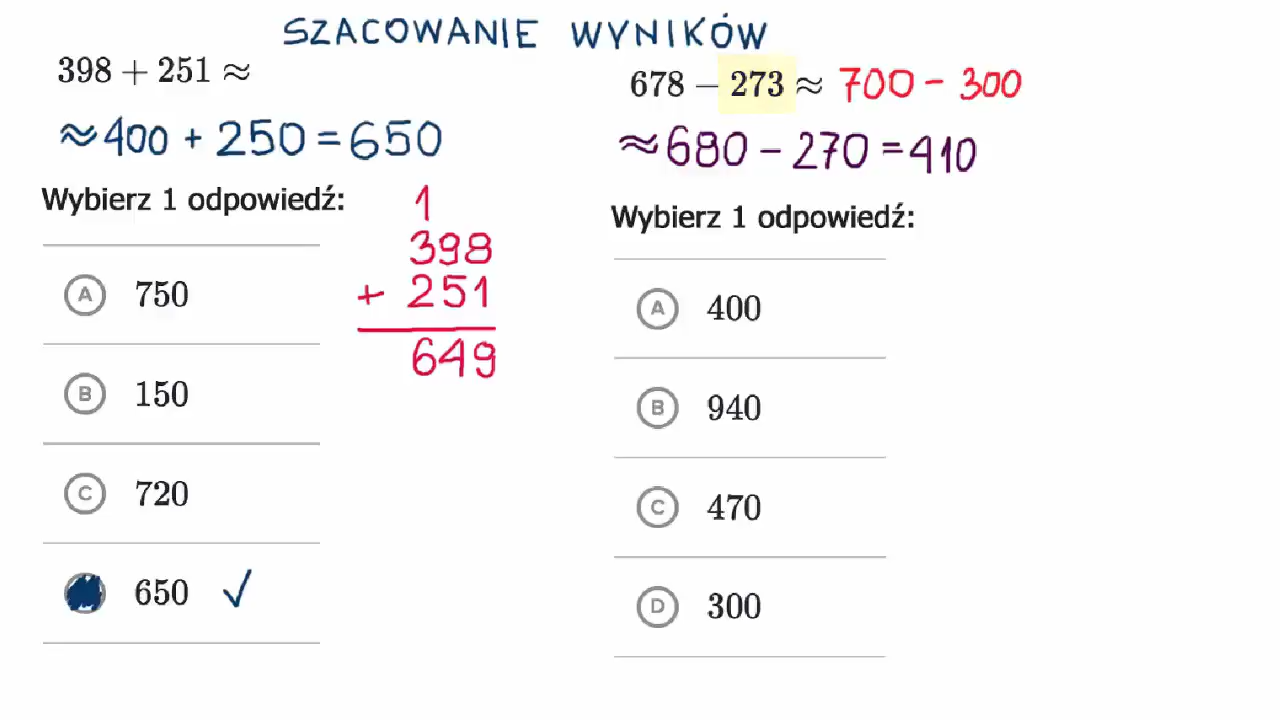 SZACOWANIE WYNIKÓW
398 + 251 ≈
≈ 400 + 250 = 650
Wybierz 1 odpowiedź:
1
398
+ 251
649
A 750
B 150
C 720
650 ✓
678 − 273 ≈ 700 − 300
≈ 680 − 270 = 410
Wybierz 1 odpowiedź:
A 400
B 940
C 470
D 300